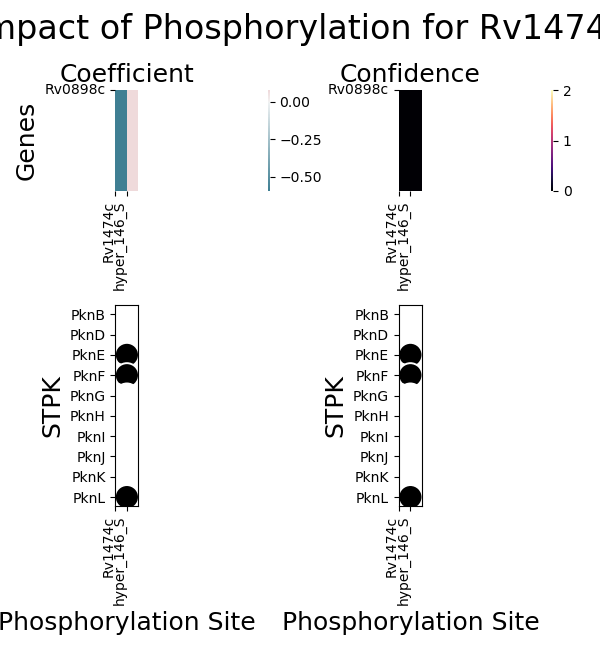 mpact of Phosphorylation for Rv1474
Coefficient
Confidence
Genes
Rv0898c
0.00
−0.25
−0.50
Rv1474c
hyper_146_S
Rv0898c
2
1
0
Rv1474c
hyper_146_S
STPK
PknB
PknD
PknE
PknF
PknG
PknH
PknI
PknJ
PknK
PknL
Rv1474c
hyper_146_S
Phosphorylation Site
STPK
PknB
PknD
PknE
PknF
PknG
PknH
PknI
PknJ
PknK
PknL
Rv1474c
hyper_146_S
Phosphorylation Site